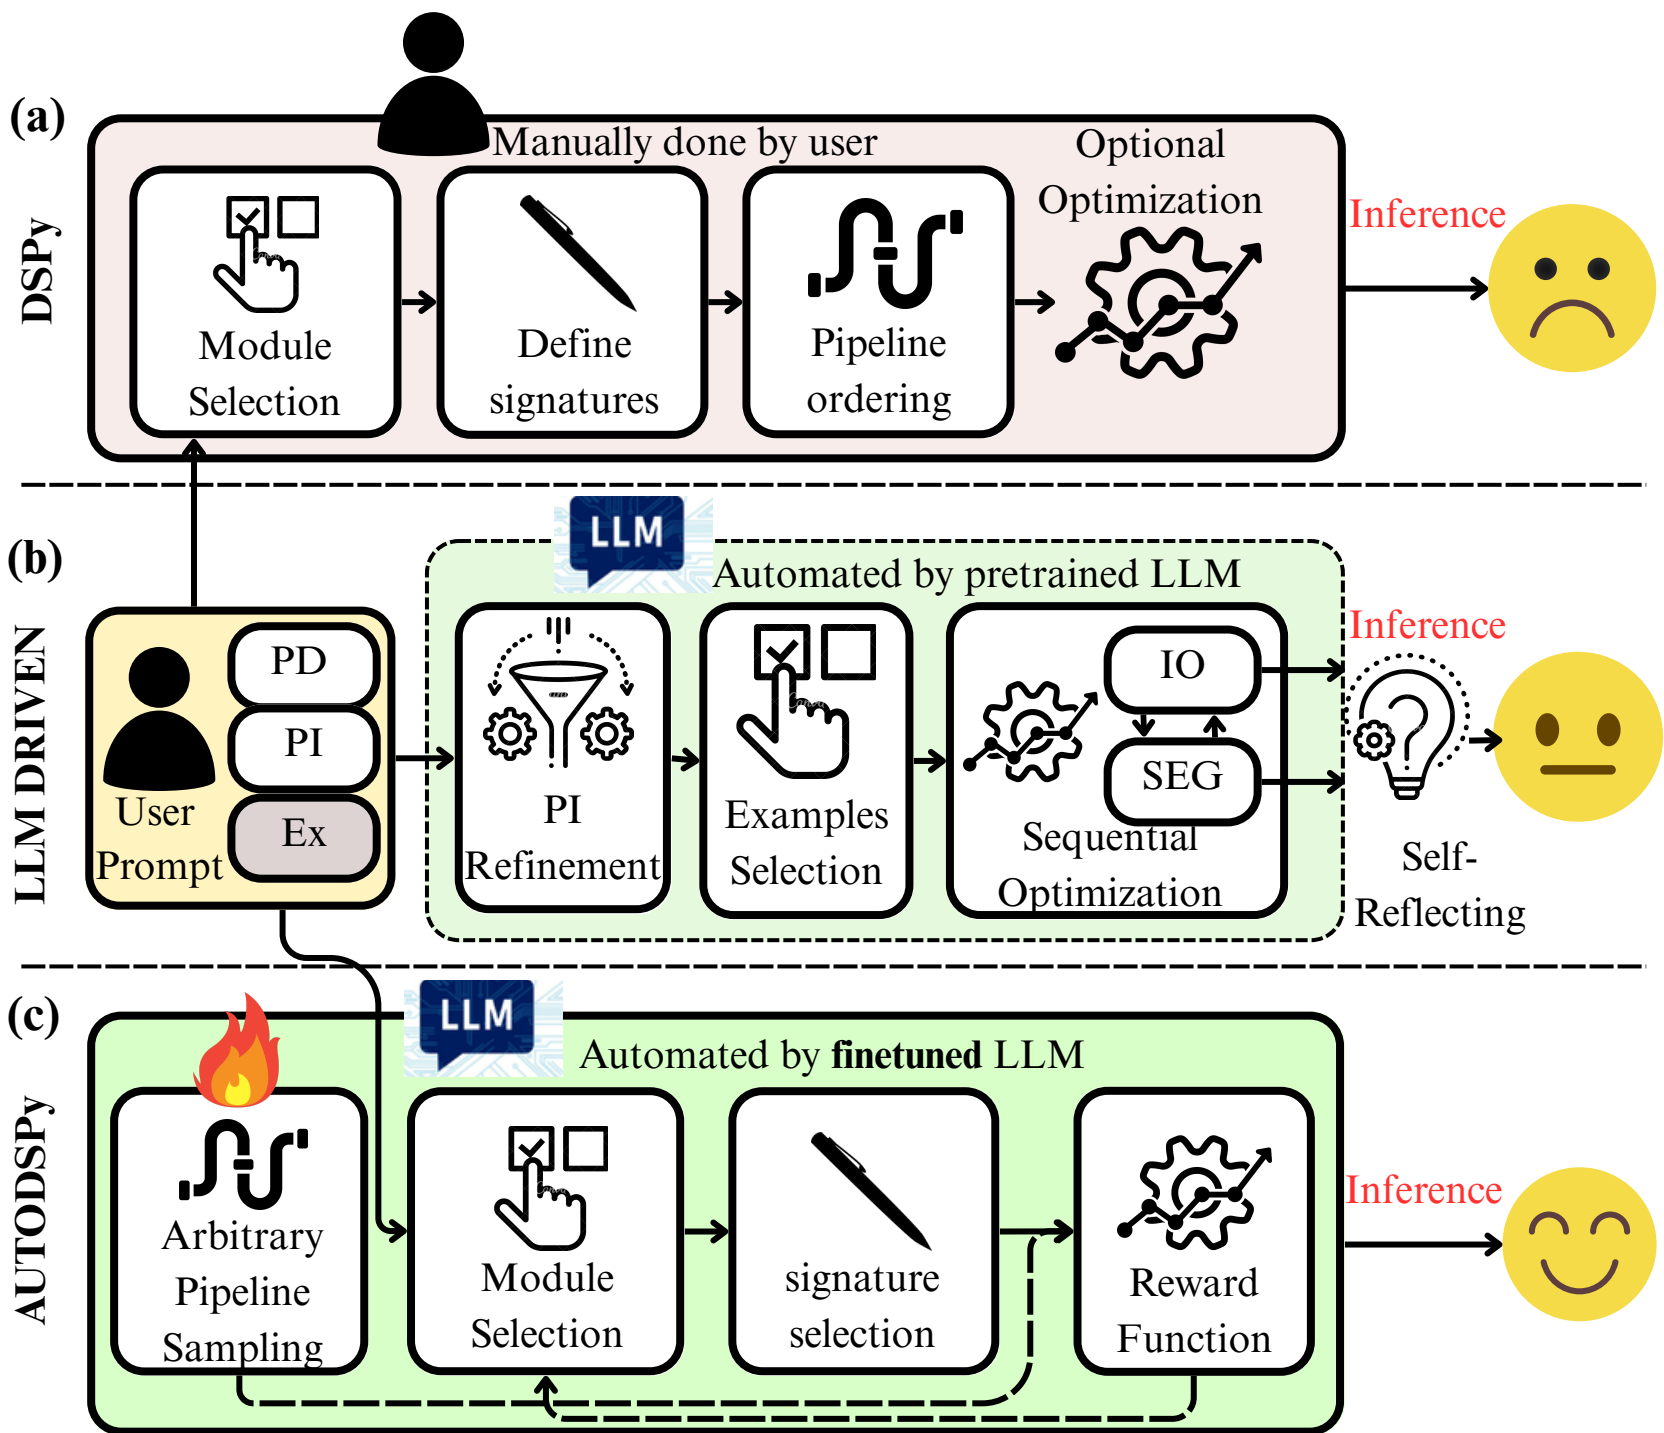 (a)
DSPy
Manually done by user
Module
Selection
Define
signatures
Pipeline
ordering
Optional
Optimization
Inference
(b)
LLM DRIVEN
User
Prompt
PD
PI
Ex
LLM
Automated by pretrained LLM
PI
Refinement
Examples
Selection
IO
SEG
Sequential
Optimization
Inference
Self-
Reflecting
(c)
AUTODSPy
LLM
Automated by finetuned LLM
Arbitrary
Pipeline
Sampling
Module
Selection
signature
selection
Reward
Function
Inference